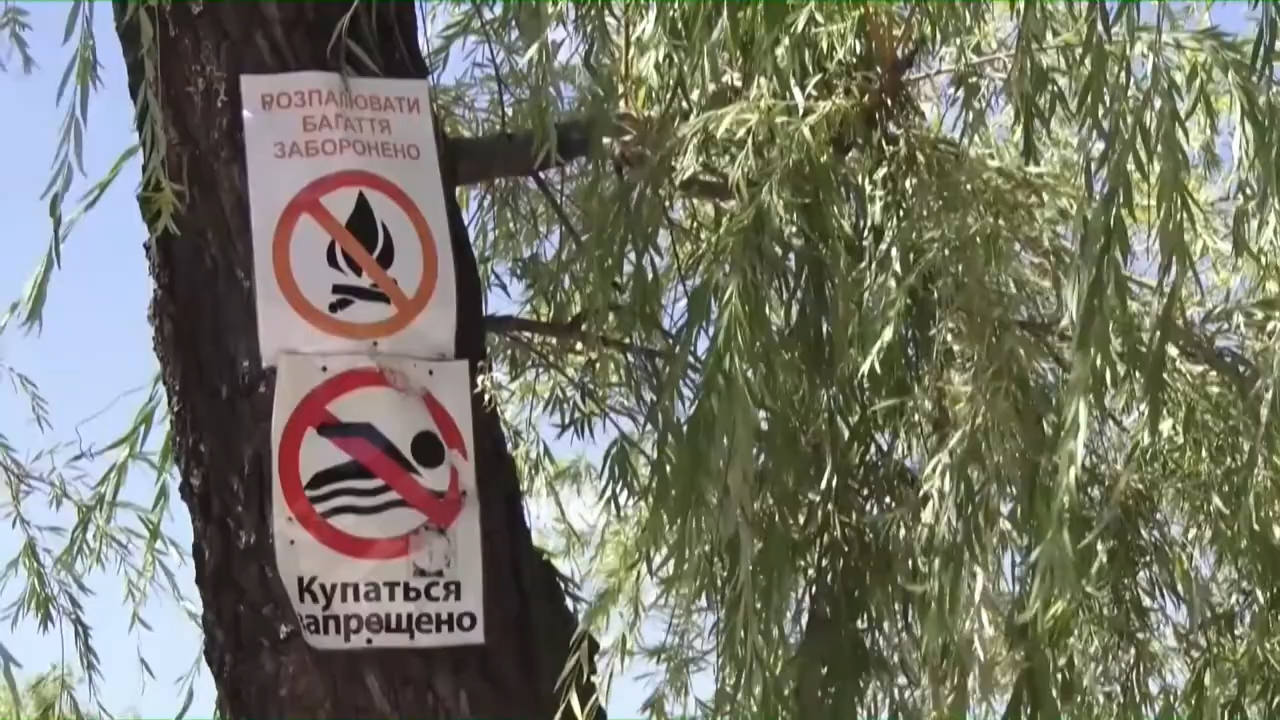 РОЗПАЛЮВАТИ
БАГАТТЯ
ЗАБОРОНЕНО
Купаться
запрещено